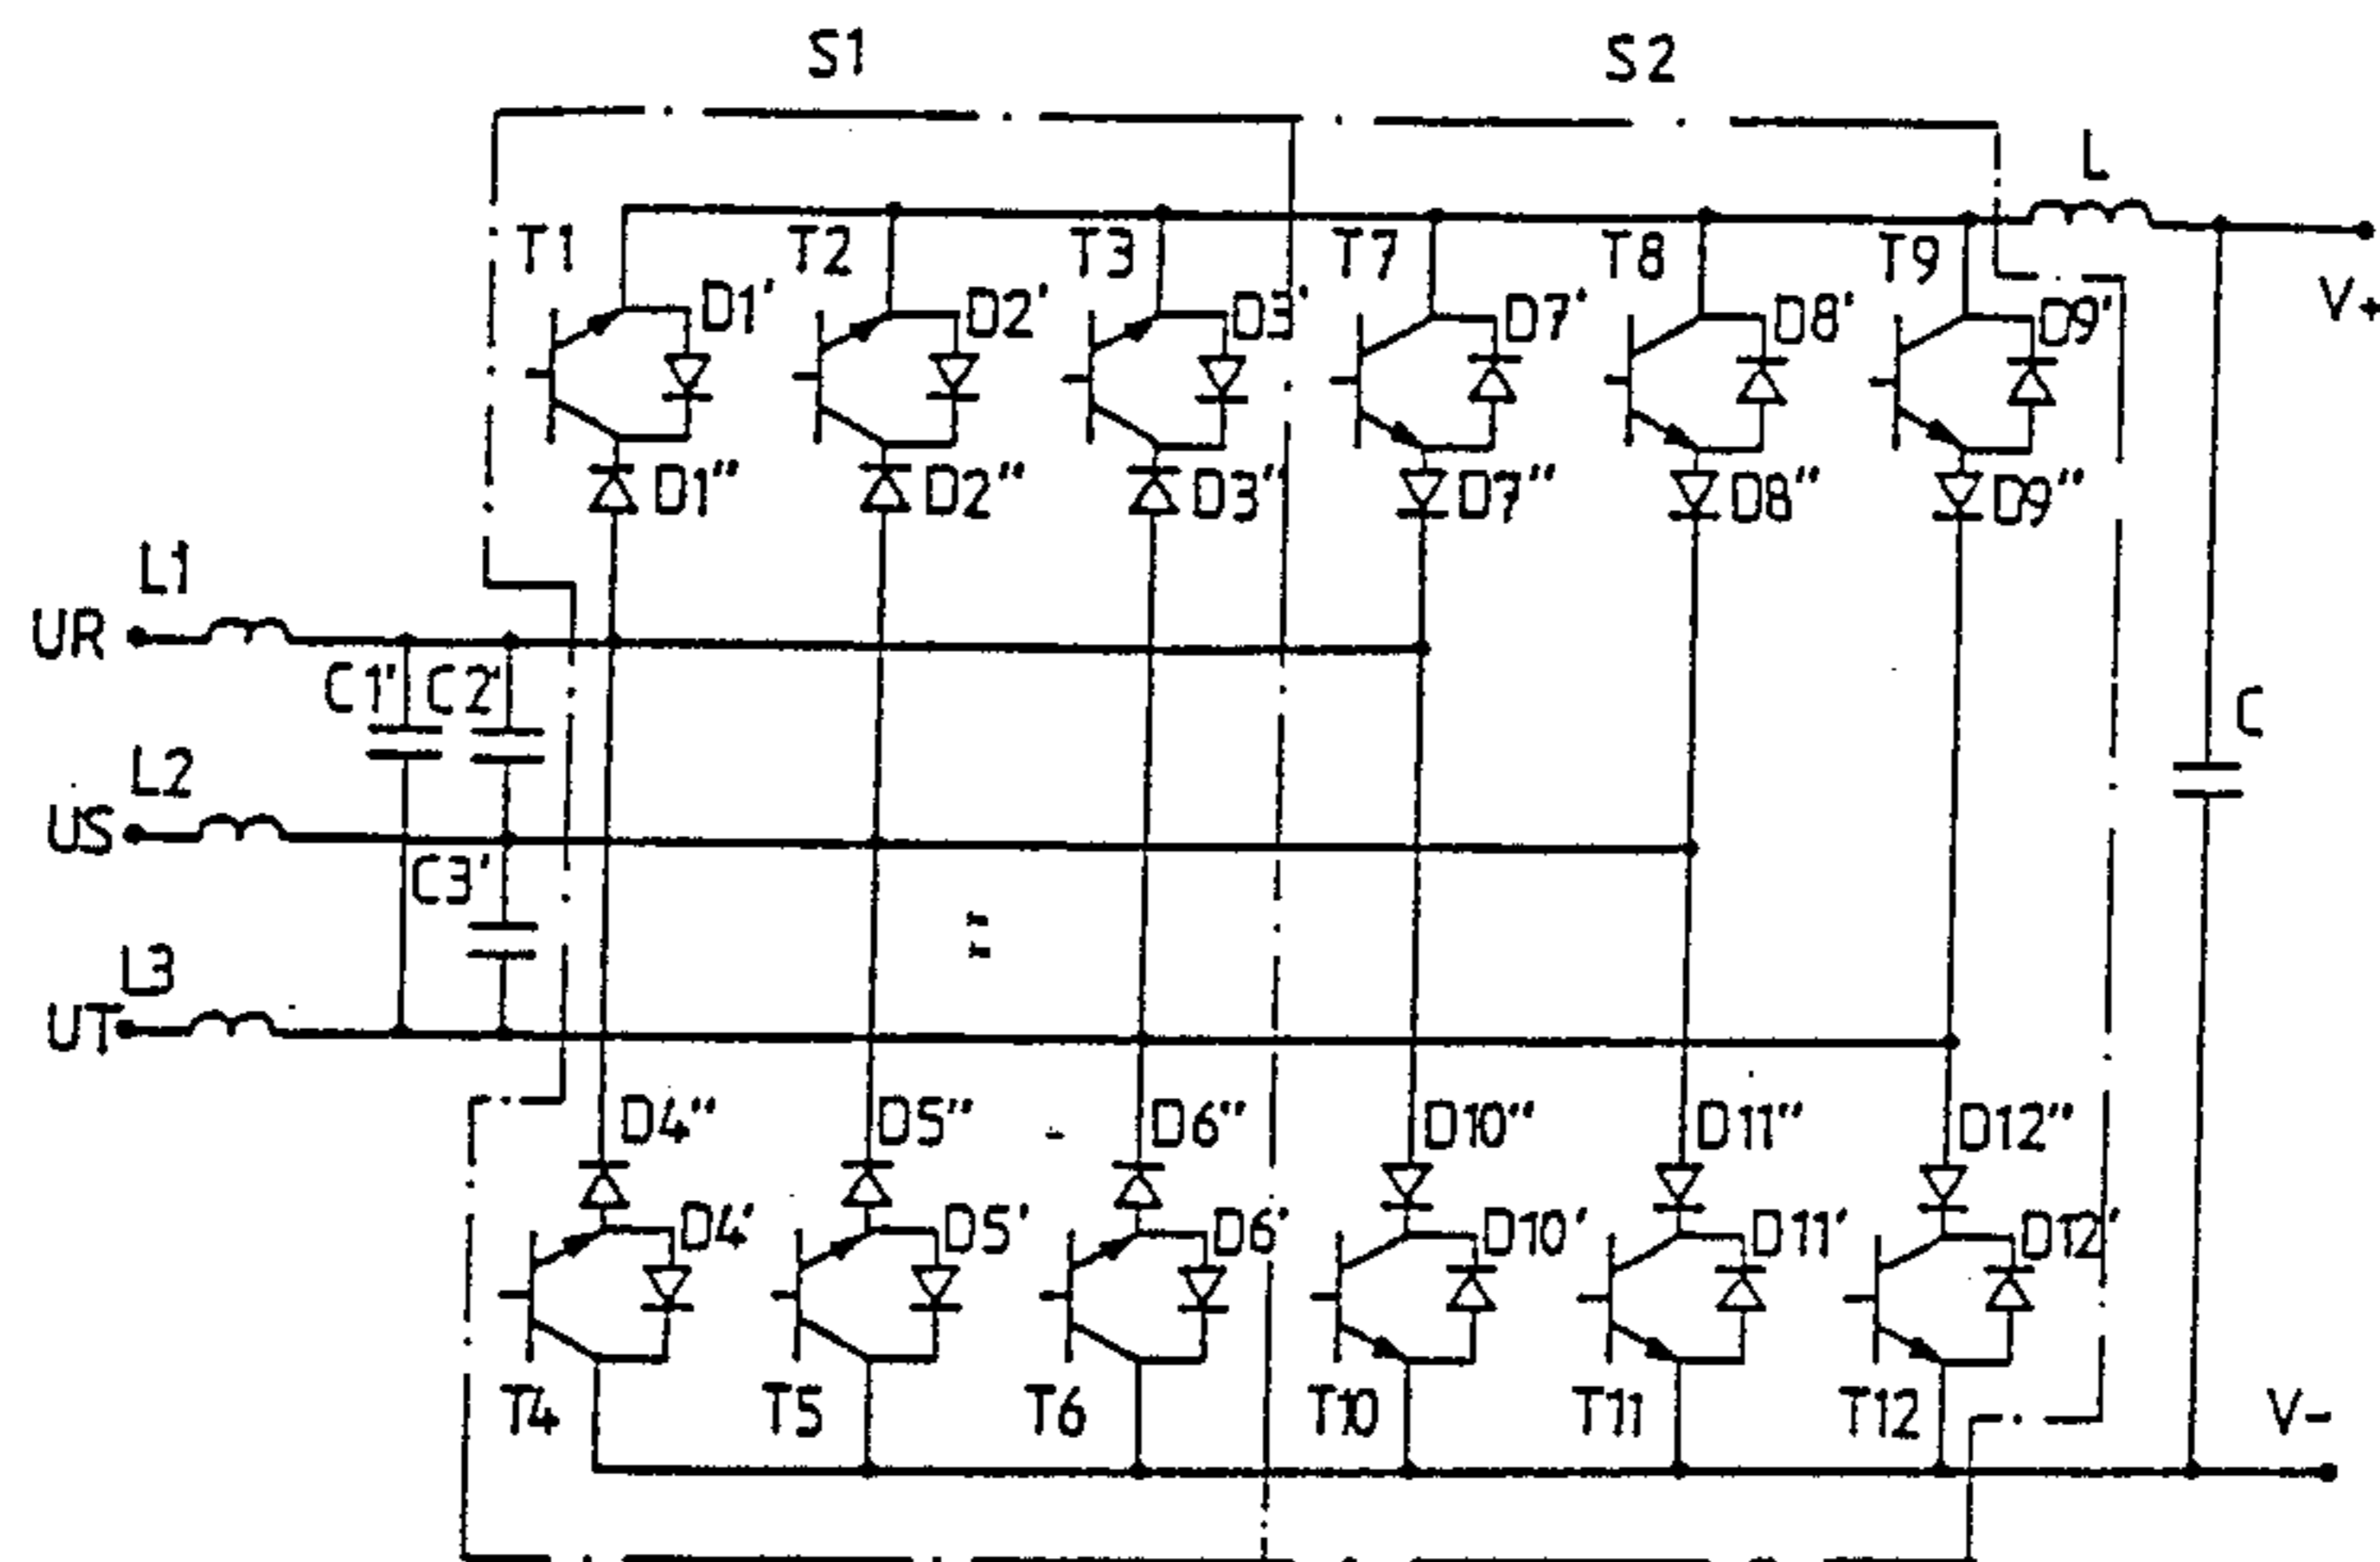 S1 S2
L
T1 T2 T3 T7 T8 T9
D1' D2' D3' D7' D8' D9'
V+
D1" D2" D3" D7" D8" D9"
L1
UR
C1' C2'
C
L2
US
C3'
L3
UT
D4" D5" D6" D10" D11" D12"
D4' D5' D6' D10' D11' D12'
T4 T5 T6 T10 T11 T12
V-